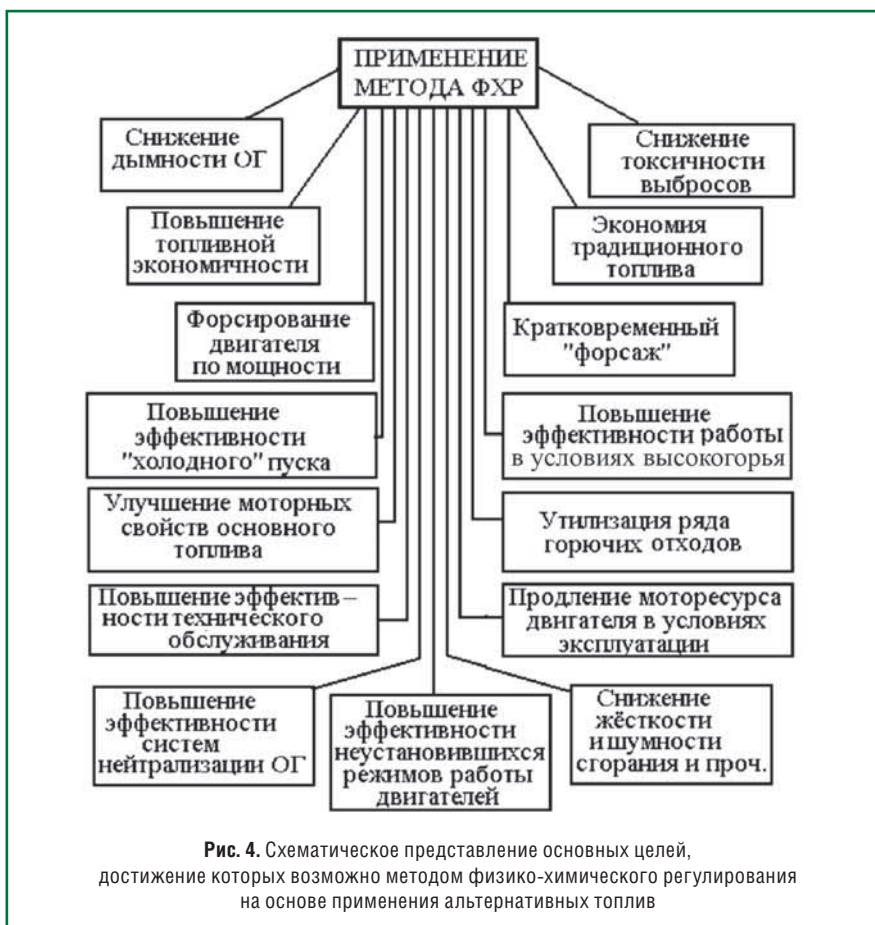 ПРИМЕНЕНИЕ
МЕТОДА ФХР
Снижение
дымности ОГ
Снижение
токсичности
выбросов
Повышение
топливной
экономичности
Экономия
традиционного
топлива
Форсирование
двигателя
по мощности
Кратковременный
"форсаж"
Повышение
эффективности
"холодного" пуска
Повышение
эффективности работы
в условиях высокогорья
Улучшение моторных
свойств основного
топлива
Утилизация ряда
горючих отходов
Повышение эффектив–
ности технического
обслуживания
Продление моторесурса
двигателя в условиях
эксплуатации
Повышение
эффективности
систем
нейтрализации ОГ
Повышение
эффективности
неустановившихся
режимов работы
двигателей
Снижение
жёсткости
и шумности
сгорания и проч.
Рис. 4. Схематическое представление основных целей,
достижение которых возможно методом физико-химического регулирования
на основе применения альтернативных топлив